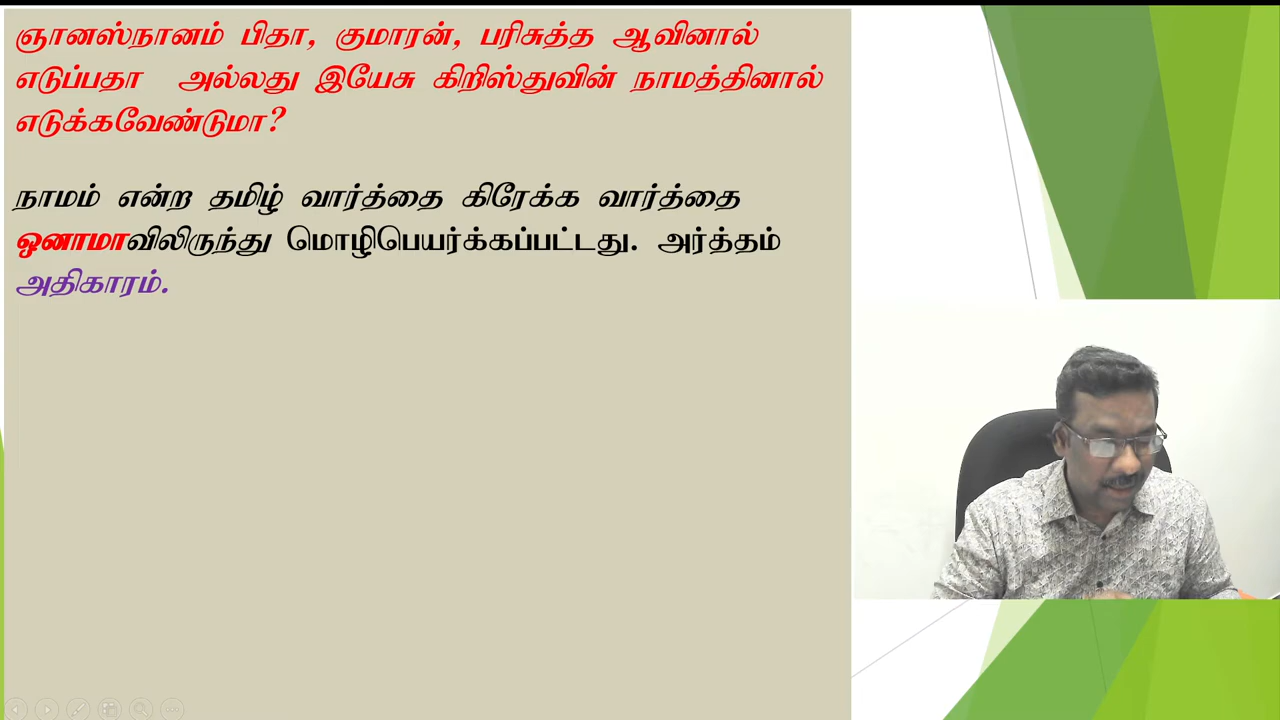 ஞானஸ்நானம் பிதா, குமாரன், பரிசுத்த ஆவினால்
எடுப்பதா அல்லது இயேசு கிறிஸ்துவின் நாமத்தினால்
எடுக்கவேண்டுமா?
நாமம் என்ற தமிழ் வார்த்தை கிரேக்க வார்த்தை
ஒனாமாவிலிருந்து மொழிபெயர்க்கப்பட்டது. அர்த்தம்
அதிகாரம்.